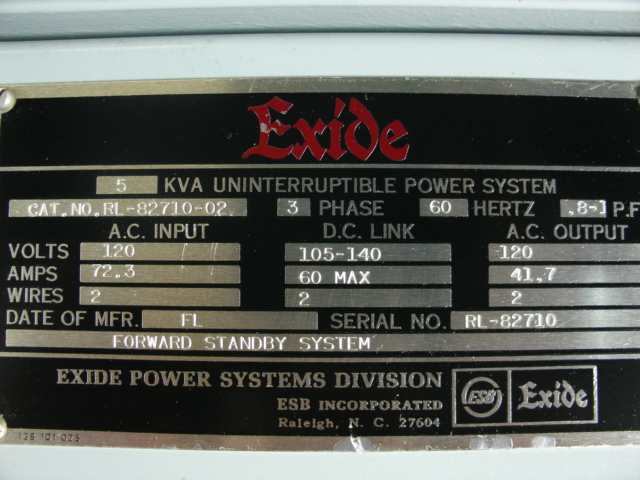 Exide
5 KVA UNINTERRUPTIBLE POWER SYSTEM
CAT.NO.RL-82710-02 3 PHASE 60 HERTZ .8-1 P.F
A.C. INPUT D.C. LINK A.C. OUTPUT
VOLTS 120 105-140 120
AMPS 72.3 60 MAX 41.7
WIRES 2 2 2
DATE OF MFR. FL SERIAL NO. RL-82710
FORWARD STANDBY SYSTEM
EXIDE POWER SYSTEMS DIVISION
ESB INCORPORATED
Raleigh, N. C. 27604
ESB Exide
135 101 025